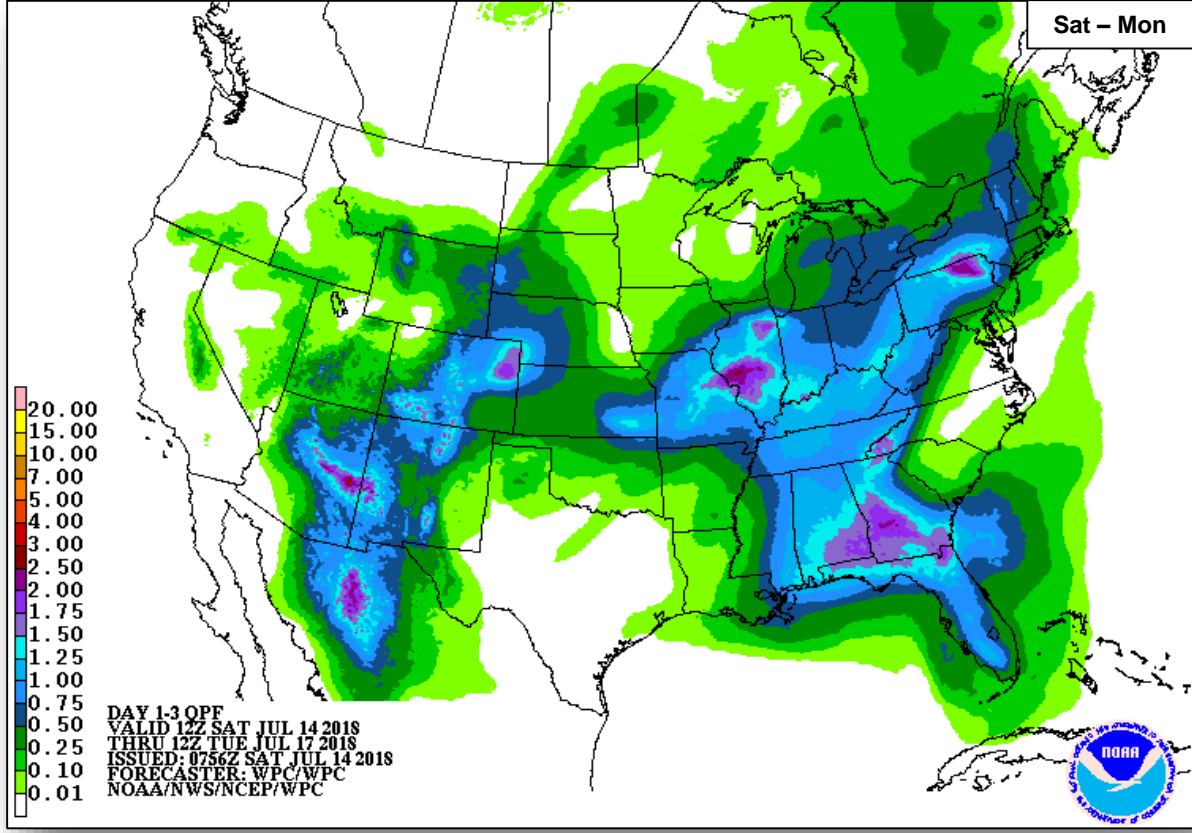 Sat – Mon
20.00
15.00
10.00
7.00
5.00
4.00
3.00
2.50
2.00
1.75
1.50
1.25
1.00
0.75
0.50
0.25
0.10
0.01
DAY 1-3 QPF
VALID 12Z SAT JUL 14 2018
THRU 12Z TUE JUL 17 2018
ISSUED: 0756Z SAT JUL 14 2018
FORECASTER: WPC/WPC
NOAA/NWS/NCEP/WPC
NOAA